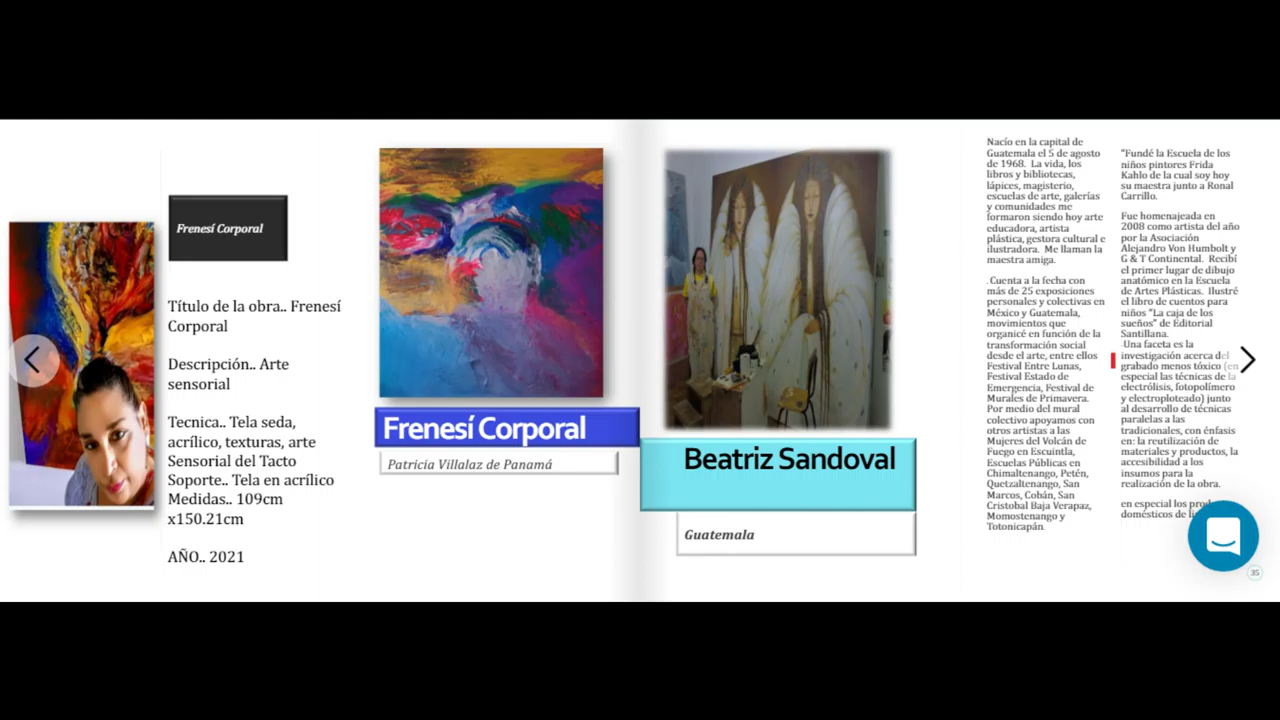 Frenesí Corporal
Título de la obra.. Frenesí
Corporal
Descripción.. Arte
sensorial
Tecnica.. Tela seda,
acrílico, texturas, arte
Sensorial del Tacto
Soporte.. Tela en acrílico
Medidas.. 109cm
x150.21cm
AÑO.. 2021
Frenesí Corporal
Patricia Villalaz de Panamá
Beatriz Sandoval
Guatemala
Nacío en la capital de
Guatemala el 5 de agosto
de 1968. La vida, los
libros y bibliotecas,
lápices, magisterio,
escuelas de arte, galerías
y comunidades me
formaron siendo hoy arte
educadora, artista
plástica, gestora cultural e
ilustradora. Me llaman la
maestra amiga.
.Cuenta a la fecha con
más de 25 exposiciones
personales y colectivas en
México y Guatemala,
movimientos que
organicé en función de la
transformación social
desde el arte, entre ellos
Festival Entre Lunas,
Festival Estado de
Emergencia, Festival de
Murales de Primavera.
Por medio del mural
colectivo apoyamos con
otros artistas a las
Mujeres del Volcán de
Fuego en Escuintla,
Escuelas Públicas en
Chimaltenango, Petén,
Quetzaltenango, San
Marcos, Cobán, San
Cristobal Baja Verapaz,
Momostenango y
Totonicapán.
"Fundé la Escuela de los
niños pintores Frida
Kahlo de la cual soy hoy
su maestra junto a Ronal
Carrillo.
Fue homenajeada en
2008 como artista del año
por la Asociación
Alejandro Von Humbolt y
G & T Continental. Recibí
el primer lugar de dibujo
anatómico en la Escuela
de Artes Plásticas. Ilustré
el libro de cuentos para
niños "La caja de los
sueños" de Editorial
Santillana.
Una faceta es la
investigación acerca del
grabado menos tóxico (en
especial las técnicas de la
electrólisis, fotopolímero
y electroploteado) junto
al desarrollo de técnicas
paralelas a las
tradicionales, con énfasis
en: la reutilización de
materiales y productos, la
accesibilidad a los
insumos para la
realización de la obra.
en especial los
domésticos de
35